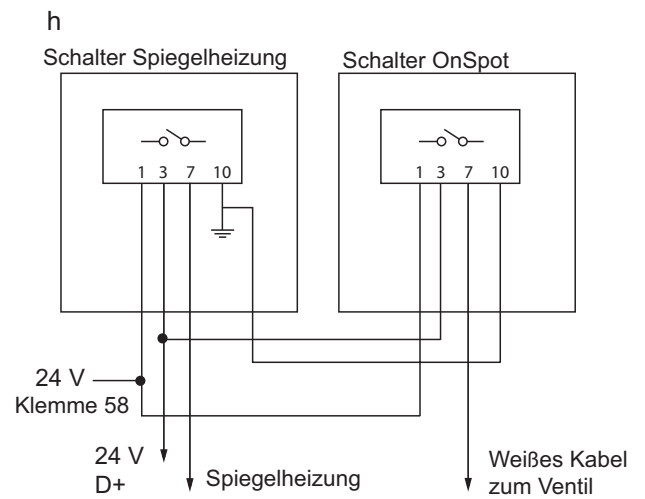 h
Schalter Spiegelheizung
Schalter OnSpot
1 3 7 10
1 3 7 10
24 V
Klemme 58
24 V
D+
Spiegelheizung
Weißes Kabel
zum Ventil